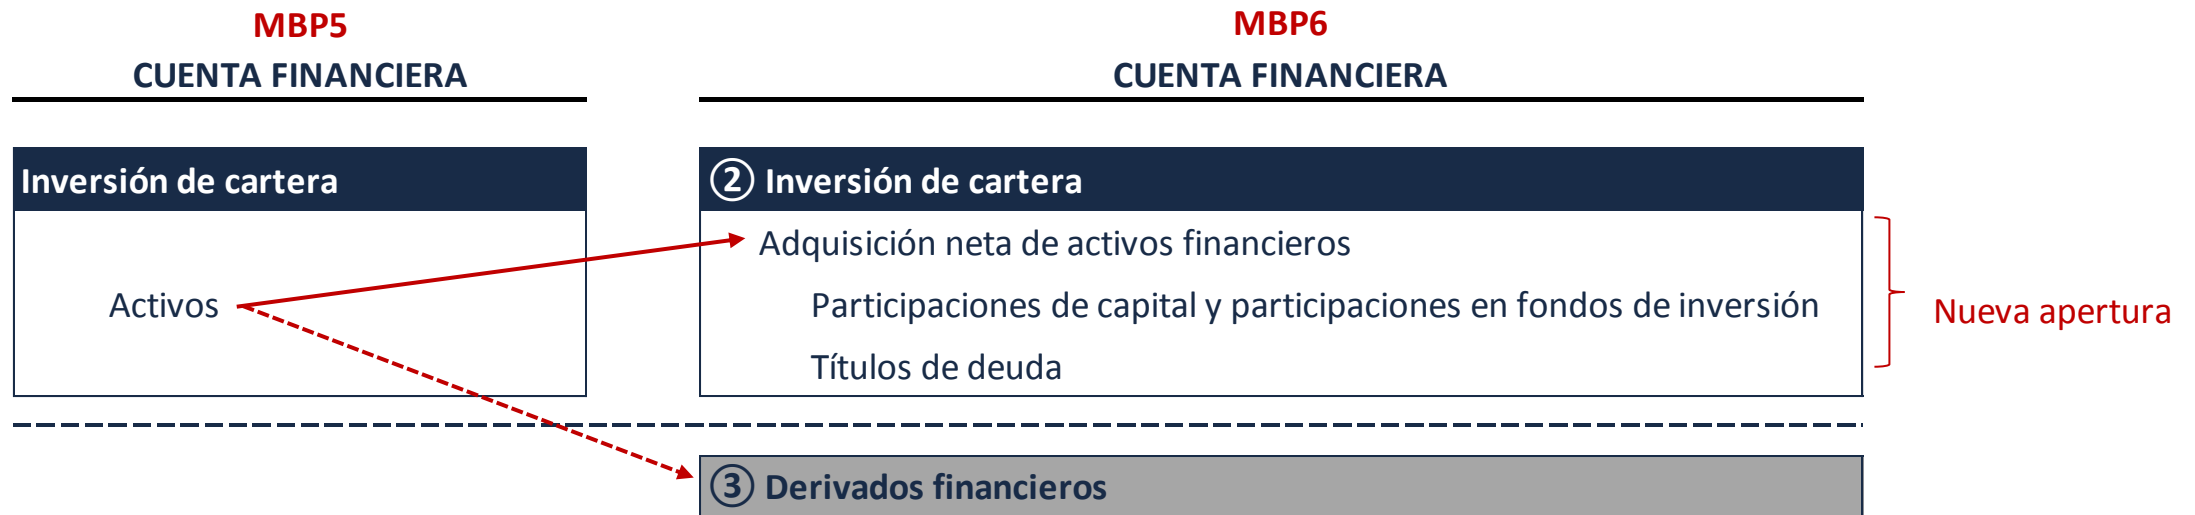 MBP5
CUENTA FINANCIERA
Inversión de cartera
Activos
MBP6
CUENTA FINANCIERA
② Inversión de cartera
Adquisición neta de activos financieros
Participaciones de capital y participaciones en fondos de inversión
Títulos de deuda
Nueva apertura
③ Derivados financieros